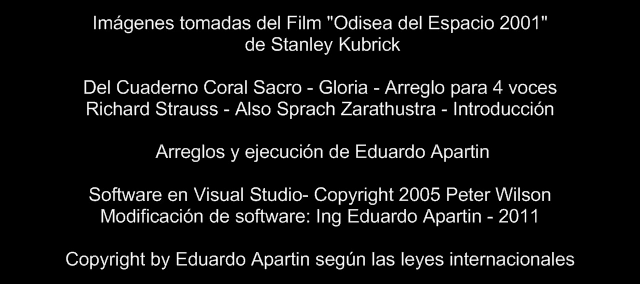 Imágenes tomadas del Film "Odisea del Espacio 2001"
de Stanley Kubrick
Del Cuaderno Coral Sacro - Gloria - Arreglo para 4 voces
Richard Strauss - Also Sprach Zarathustra - Introducción
Arreglos y ejecución de Eduardo Apartin
Software en Visual Studio- Copyright 2005 Peter Wilson
Modificación de software: Ing Eduardo Apartin - 2011
Copyright by Eduardo Apartin según las leyes internacionales